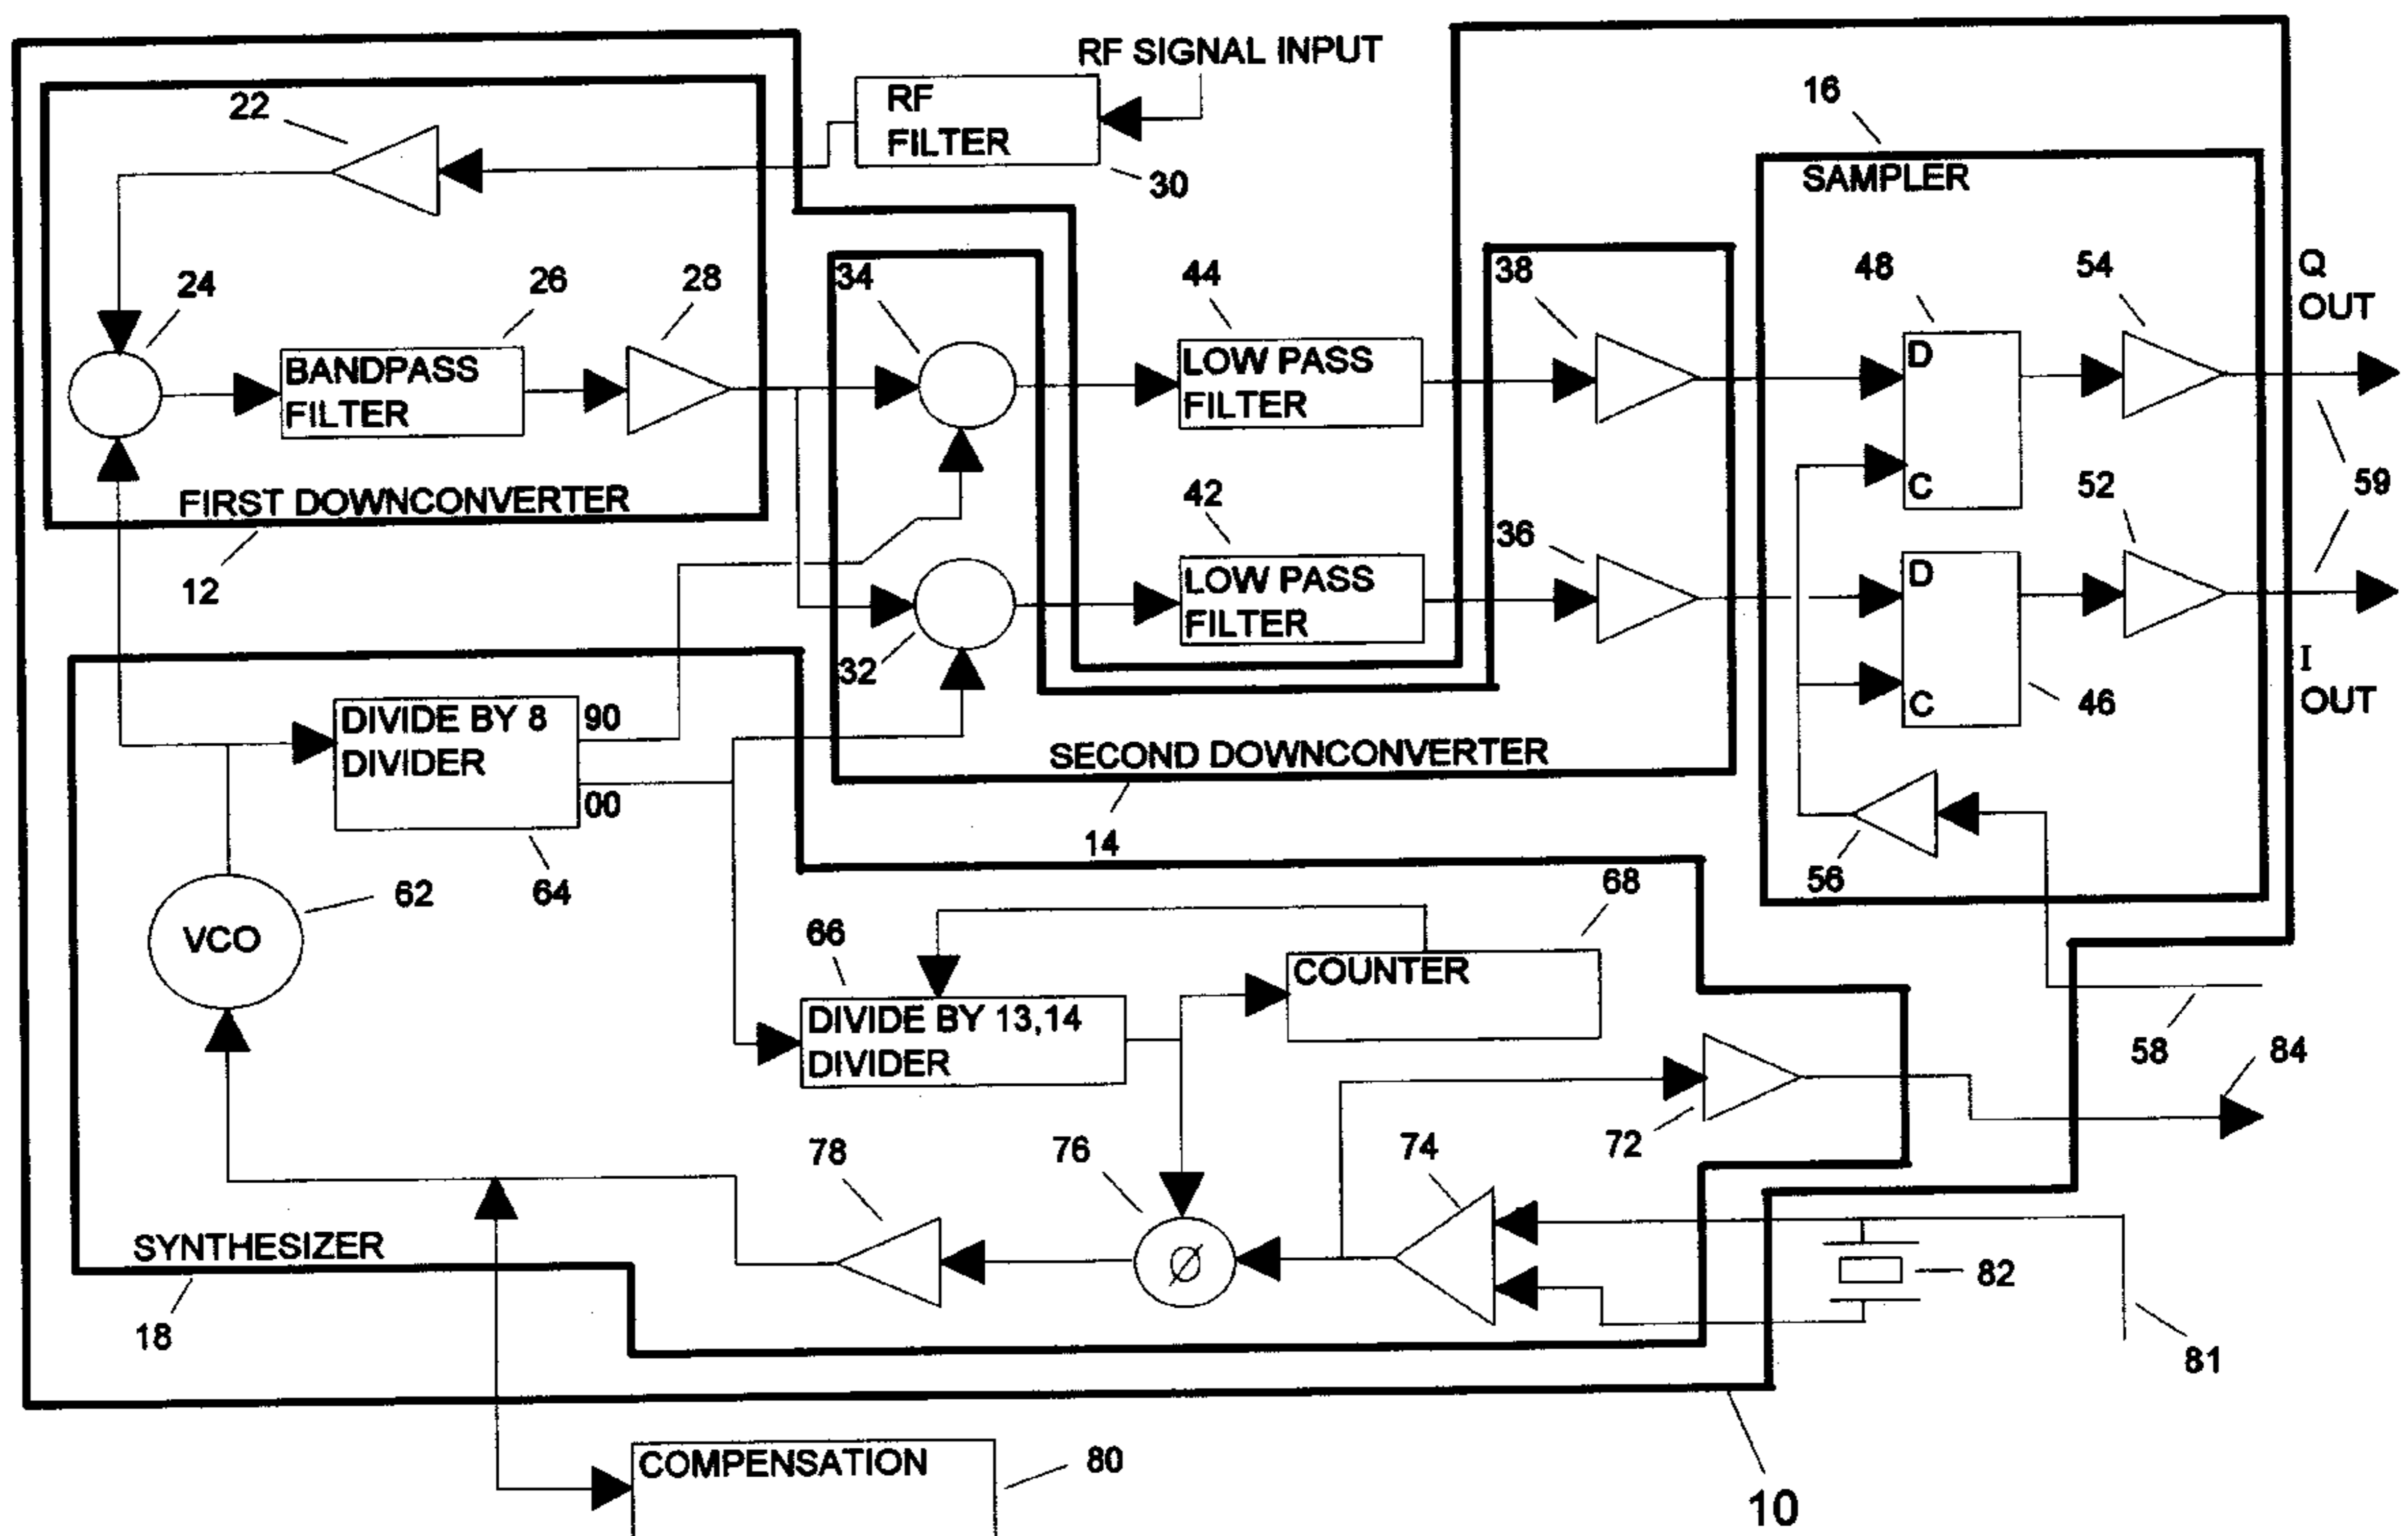 RF SIGNAL INPUT
22
RF
FILTER
30
16
SAMPLER
24
26
28
34
44
38
48
54
Q
OUT
BANDPASS
FILTER
LOW PASS
FILTER
D
C
FIRST DOWNCONVERTER
12
42
36
52
59
LOW PASS
FILTER
D
C
32
46
I
OUT
DIVIDE BY 8
DIVIDER
90
00
SECOND DOWNCONVERTER
14
56
62
64
68
VCO
66
COUNTER
DIVIDE BY 13,14
DIVIDER
58
84
72
78
76
74
Ø
SYNTHESIZER
18
82
81
COMPENSATION
80
10